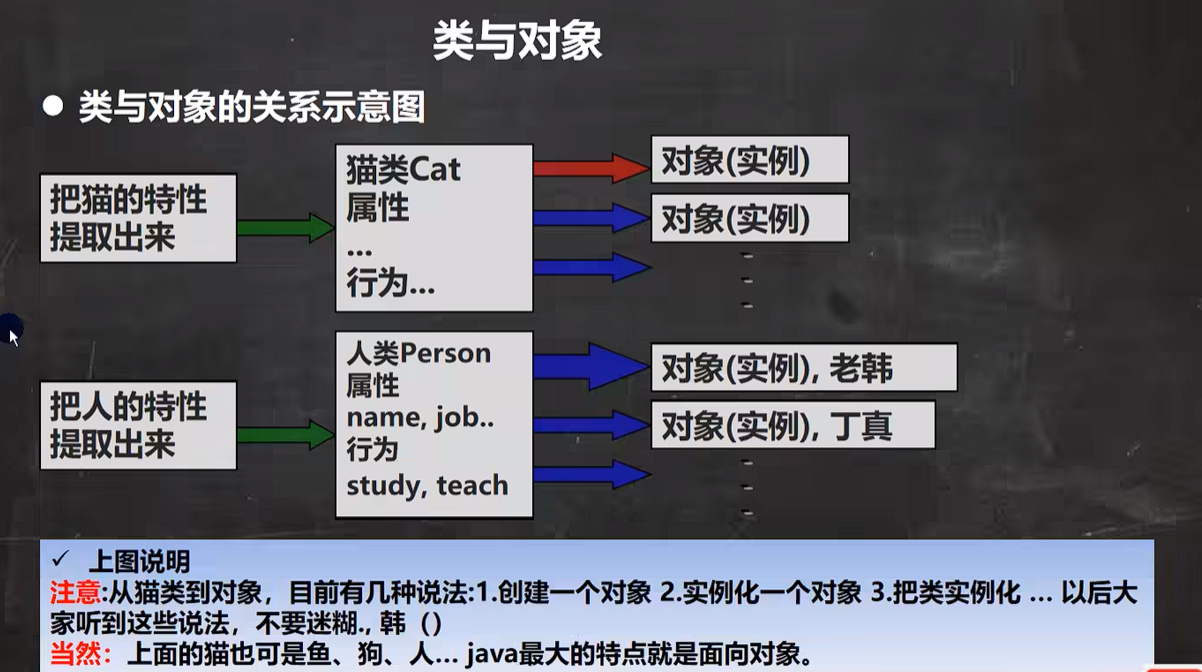 类与对象
● 类与对象的关系示意图
把猫的特性
提取出来
猫类Cat
属性
...
行为...
对象(实例)
对象(实例)
把人的特性
提取出来
人类Person
属性
name, job..
行为
study, teach
对象(实例), 老韩
对象(实例), 丁真
✓ 上图说明
注意:从猫类到对象，目前有几种说法:1.创建一个对象 2.实例化一个对象 3.把类实例化 ... 以后大
家听到这些说法，不要迷糊., 韩（）
当然：上面的猫也可是鱼、狗、人... java最大的特点就是面向对象。